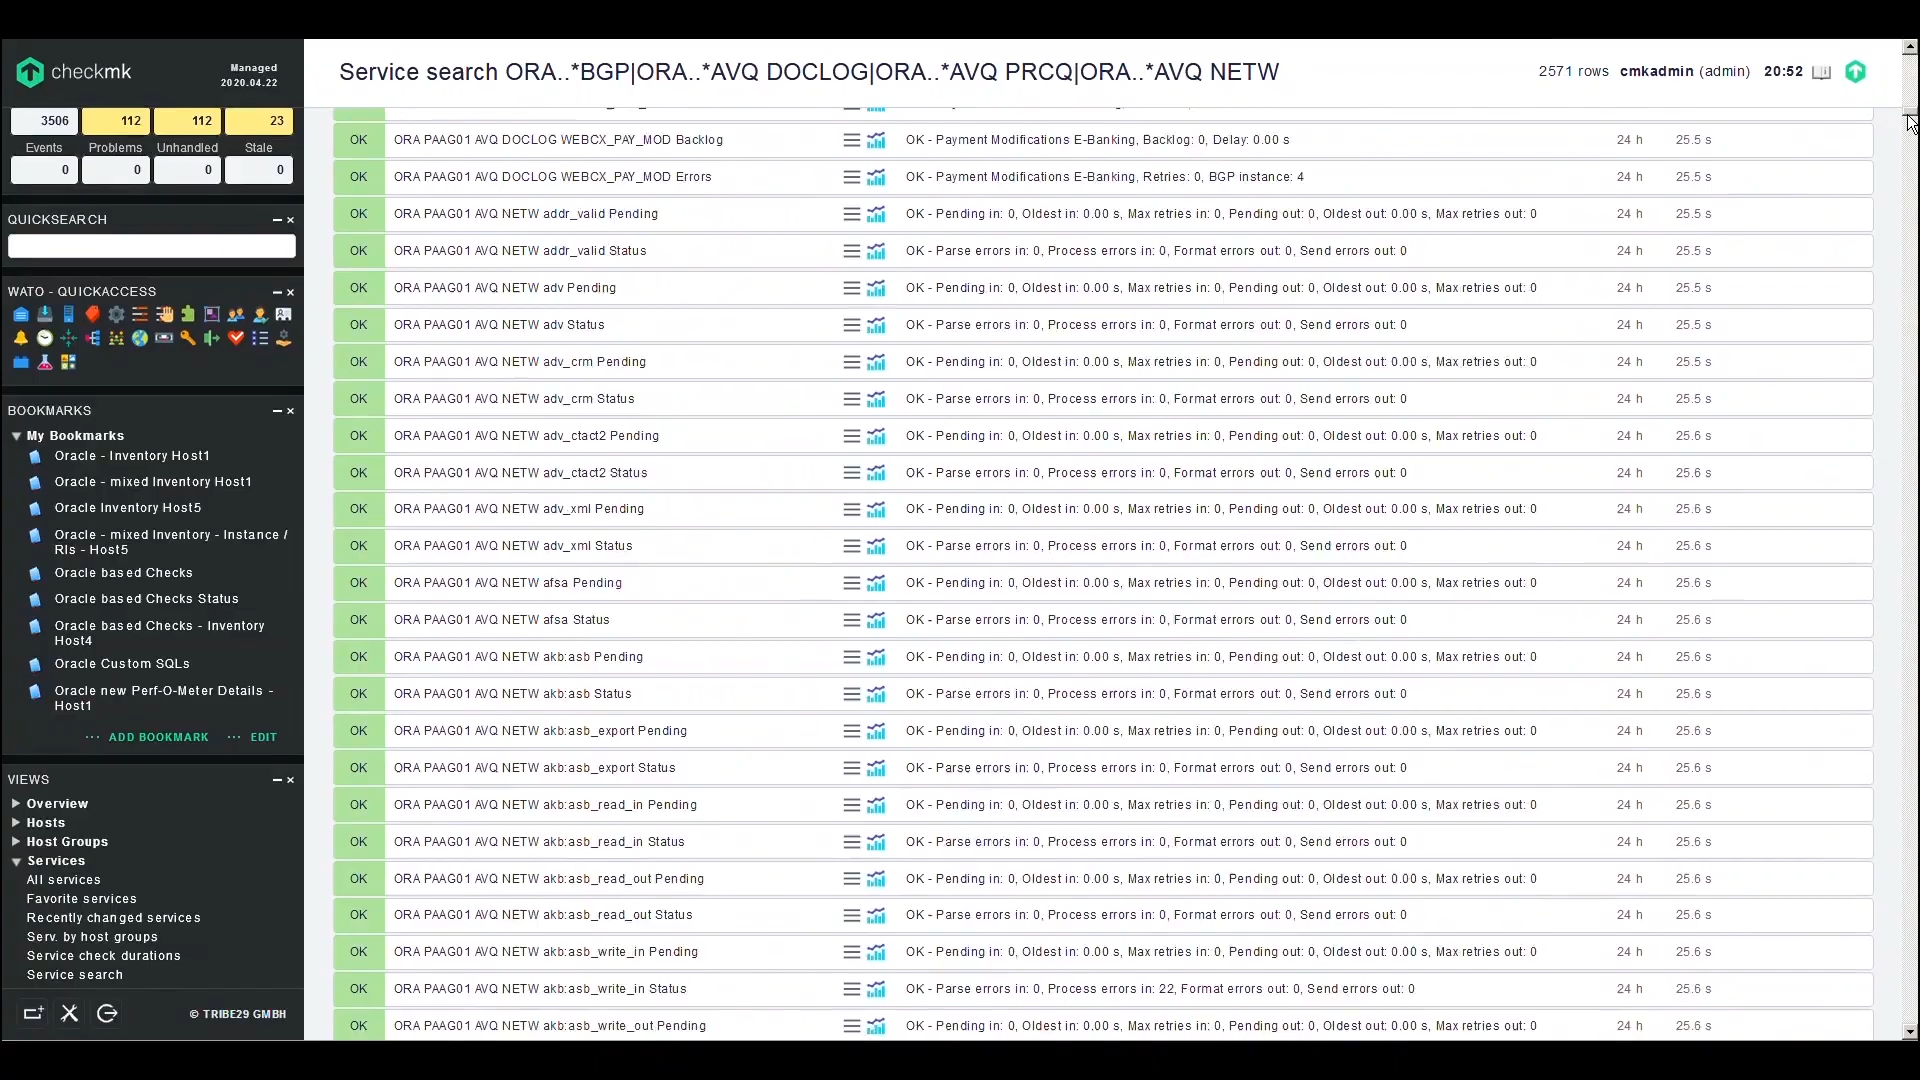 checkmk
Managed
2020.04.22
Service search ORA..*BGP|ORA..*AVQ DOCLOG|ORA..*AVQ PRCQ|ORA..*AVQ NETW
2571 rows cmkadmin (admin) 20:52
3506 112 112 23
Events Problems Unhandled Stale
0 0 0 0
QUICKSEARCH
WATO - QUICKACCESS
BOOKMARKS
My Bookmarks
Oracle - Inventory Host1
Oracle - mixed Inventory Host1
Oracle Inventory Host5
Oracle - mixed Inventory - Instance /
RIs - Host5
Oracle based Checks
Oracle based Checks Status
Oracle based Checks - Inventory
Host4
Oracle Custom SQLs
Oracle new Perf-O-Meter Details -
Host1
··· ADD BOOKMARK ··· EDIT
VIEWS
Overview
Hosts
Host Groups
Services
All services
Favorite services
Recently changed services
Serv. by host groups
Service check durations
Service search
© TRIBE29 GMBH
OK ORA PAAG01 AVQ DOCLOG WEBCX_PAY_MOD Backlog OK - Payment Modifications E-Banking, Backlog: 0, Delay: 0.00 s 24 h 25.5 s
OK ORA PAAG01 AVQ DOCLOG WEBCX_PAY_MOD Errors OK - Payment Modifications E-Banking, Retries: 0, BGP instance: 4 24 h 25.5 s
OK ORA PAAG01 AVQ NETW addr_valid Pending OK - Pending in: 0, Oldest in: 0.00 s, Max retries in: 0, Pending out: 0, Oldest out: 0.00 s, Max retries out: 0 24 h 25.5 s
OK ORA PAAG01 AVQ NETW addr_valid Status OK - Parse errors in: 0, Process errors in: 0, Format errors out: 0, Send errors out: 0 24 h 25.5 s
OK ORA PAAG01 AVQ NETW adv Pending OK - Pending in: 0, Oldest in: 0.00 s, Max retries in: 0, Pending out: 0, Oldest out: 0.00 s, Max retries out: 0 24 h 25.5 s
OK ORA PAAG01 AVQ NETW adv Status OK - Parse errors in: 0, Process errors in: 0, Format errors out: 0, Send errors out: 0 24 h 25.5 s
OK ORA PAAG01 AVQ NETW adv_crm Pending OK - Pending in: 0, Oldest in: 0.00 s, Max retries in: 0, Pending out: 0, Oldest out: 0.00 s, Max retries out: 0 24 h 25.5 s
OK ORA PAAG01 AVQ NETW adv_crm Status OK - Parse errors in: 0, Process errors in: 0, Format errors out: 0, Send errors out: 0 24 h 25.5 s
OK ORA PAAG01 AVQ NETW adv_ctact2 Pending OK - Pending in: 0, Oldest in: 0.00 s, Max retries in: 0, Pending out: 0, Oldest out: 0.00 s, Max retries out: 0 24 h 25.6 s
OK ORA PAAG01 AVQ NETW adv_ctact2 Status OK - Parse errors in: 0, Process errors in: 0, Format errors out: 0, Send errors out: 0 24 h 25.6 s
OK ORA PAAG01 AVQ NETW adv_xml Pending OK - Pending in: 0, Oldest in: 0.00 s, Max retries in: 0, Pending out: 0, Oldest out: 0.00 s, Max retries out: 0 24 h 25.6 s
OK ORA PAAG01 AVQ NETW adv_xml Status OK - Parse errors in: 0, Process errors in: 0, Format errors out: 0, Send errors out: 0 24 h 25.6 s
OK ORA PAAG01 AVQ NETW afsa Pending OK - Pending in: 0, Oldest in: 0.00 s, Max retries in: 0, Pending out: 0, Oldest out: 0.00 s, Max retries out: 0 24 h 25.6 s
OK ORA PAAG01 AVQ NETW afsa Status OK - Parse errors in: 0, Process errors in: 0, Format errors out: 0, Send errors out: 0 24 h 25.6 s
OK ORA PAAG01 AVQ NETW akb:asb Pending OK - Pending in: 0, Oldest in: 0.00 s, Max retries in: 0, Pending out: 0, Oldest out: 0.00 s, Max retries out: 0 24 h 25.6 s
OK ORA PAAG01 AVQ NETW akb:asb Status OK - Parse errors in: 0, Process errors in: 0, Format errors out: 0, Send errors out: 0 24 h 25.6 s
OK ORA PAAG01 AVQ NETW akb:asb_export Pending OK - Pending in: 0, Oldest in: 0.00 s, Max retries in: 0, Pending out: 0, Oldest out: 0.00 s, Max retries out: 0 24 h 25.6 s
OK ORA PAAG01 AVQ NETW akb:asb_export Status OK - Parse errors in: 0, Process errors in: 0, Format errors out: 0, Send errors out: 0 24 h 25.6 s
OK ORA PAAG01 AVQ NETW akb:asb_read_in Pending OK - Pending in: 0, Oldest in: 0.00 s, Max retries in: 0, Pending out: 0, Oldest out: 0.00 s, Max retries out: 0 24 h 25.6 s
OK ORA PAAG01 AVQ NETW akb:asb_read_in Status OK - Parse errors in: 0, Process errors in: 0, Format errors out: 0, Send errors out: 0 24 h 25.6 s
OK ORA PAAG01 AVQ NETW akb:asb_read_out Pending OK - Pending in: 0, Oldest in: 0.00 s, Max retries in: 0, Pending out: 0, Oldest out: 0.00 s, Max retries out: 0 24 h 25.6 s
OK ORA PAAG01 AVQ NETW akb:asb_read_out Status OK - Parse errors in: 0, Process errors in: 0, Format errors out: 0, Send errors out: 0 24 h 25.6 s
OK ORA PAAG01 AVQ NETW akb:asb_write_in Pending OK - Pending in: 0, Oldest in: 0.00 s, Max retries in: 0, Pending out: 0, Oldest out: 0.00 s, Max retries out: 0 24 h 25.6 s
OK ORA PAAG01 AVQ NETW akb:asb_write_in Status OK - Parse errors in: 0, Process errors in: 22, Format errors out: 0, Send errors out: 0 24 h 25.6 s
OK ORA PAAG01 AVQ NETW akb:asb_write_out Pending OK - Pending in: 0, Oldest in: 0.00 s, Max retries in: 0, Pending out: 0, Oldest out: 0.00 s, Max retries out: 0 24 h 25.6 s